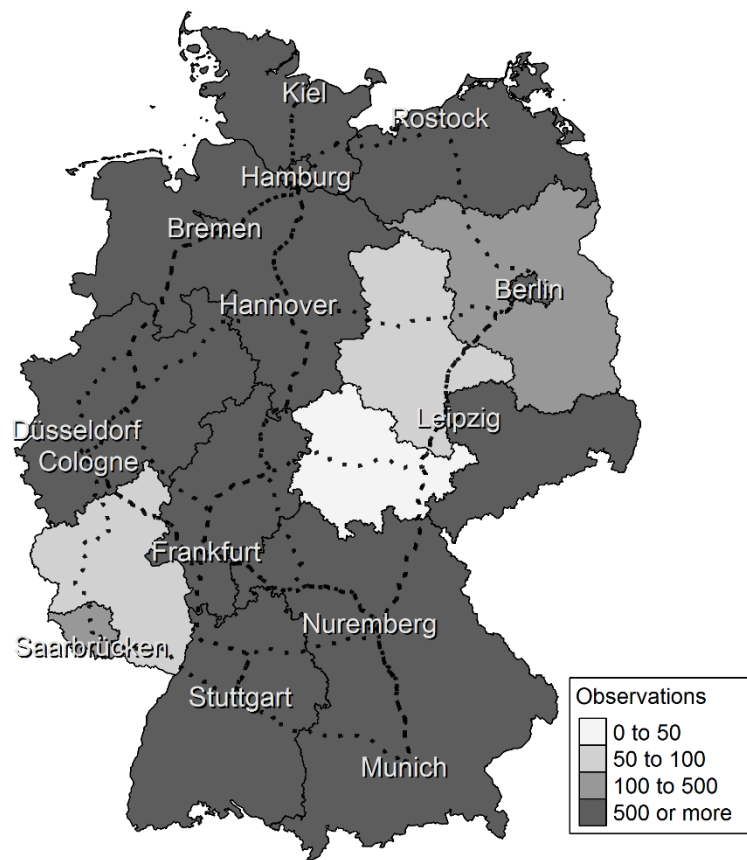 Kiel
Rostock
Hamburg
Bremen
Berlin
Hannover
Leipzig
Düsseldorf
Cologne
Frankfurt
Nuremberg
Saarbrücken
Stuttgart
Munich
Observations
0 to 50
50 to 100
100 to 500
500 or more